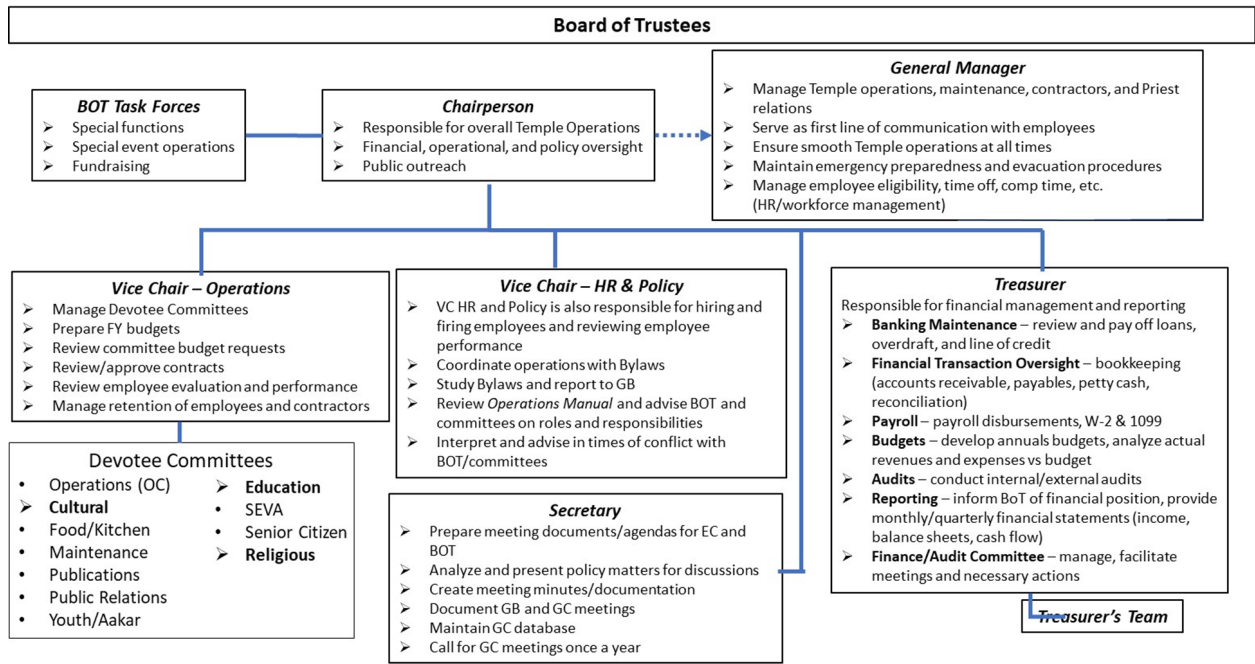 Board of Trustees
BOT Task Forces
➢ Special functions
➢ Special event operations
➢ Fundraising
Chairperson
➢ Responsible for overall Temple Operations
➢ Financial, operational, and policy oversight
➢ Public outreach
General Manager
➢ Manage Temple operations, maintenance, contractors, and Priest
relations
➢ Serve as first line of communication with employees
➢ Ensure smooth Temple operations at all times
➢ Maintain emergency preparedness and evacuation procedures
➢ Manage employee eligibility, time off, comp time, etc.
(HR/workforce management)
Vice Chair – Operations
➢ Manage Devotee Committees
➢ Prepare FY budgets
➢ Review committee budget requests
➢ Review/approve contracts
➢ Review employee evaluation and performance
➢ Manage retention of employees and contractors
Devotee Committees
• Operations (OC)
➢ Cultural
• Food/Kitchen
• Maintenance
• Publications
• Public Relations
• Youth/Aakar
➢ Education
• SEVA
• Senior Citizen
➢ Religious
Vice Chair – HR & Policy
➢ VC HR and Policy is also responsible for hiring and
firing employees and reviewing employee
performance
➢ Coordinate operations with Bylaws
➢ Study Bylaws and report to GB
➢ Review Operations Manual and advise BOT and
committees on roles and responsibilities
➢ Interpret and advise in times of conflict with
BOT/committees
Secretary
➢ Prepare meeting documents/agendas for EC and
BOT
➢ Analyze and present policy matters for discussions
➢ Create meeting minutes/documentation
➢ Document GB and GC meetings
➢ Maintain GC database
➢ Call for GC meetings once a year
Treasurer
Responsible for financial management and reporting
➢ Banking Maintenance – review and pay off loans,
overdraft, and line of credit
➢ Financial Transaction Oversight – bookkeeping
(accounts receivable, payables, petty cash,
reconciliation)
➢ Payroll – payroll disbursements, W-2 & 1099
➢ Budgets – develop annuals budgets, analyze actual
revenues and expenses vs budget
➢ Audits – conduct internal/external audits
➢ Reporting – inform BoT of financial position, provide
monthly/quarterly financial statements (income,
balance sheets, cash flow)
➢ Finance/Audit Committee – manage, facilitate
meetings and necessary actions
Treasurer's Team